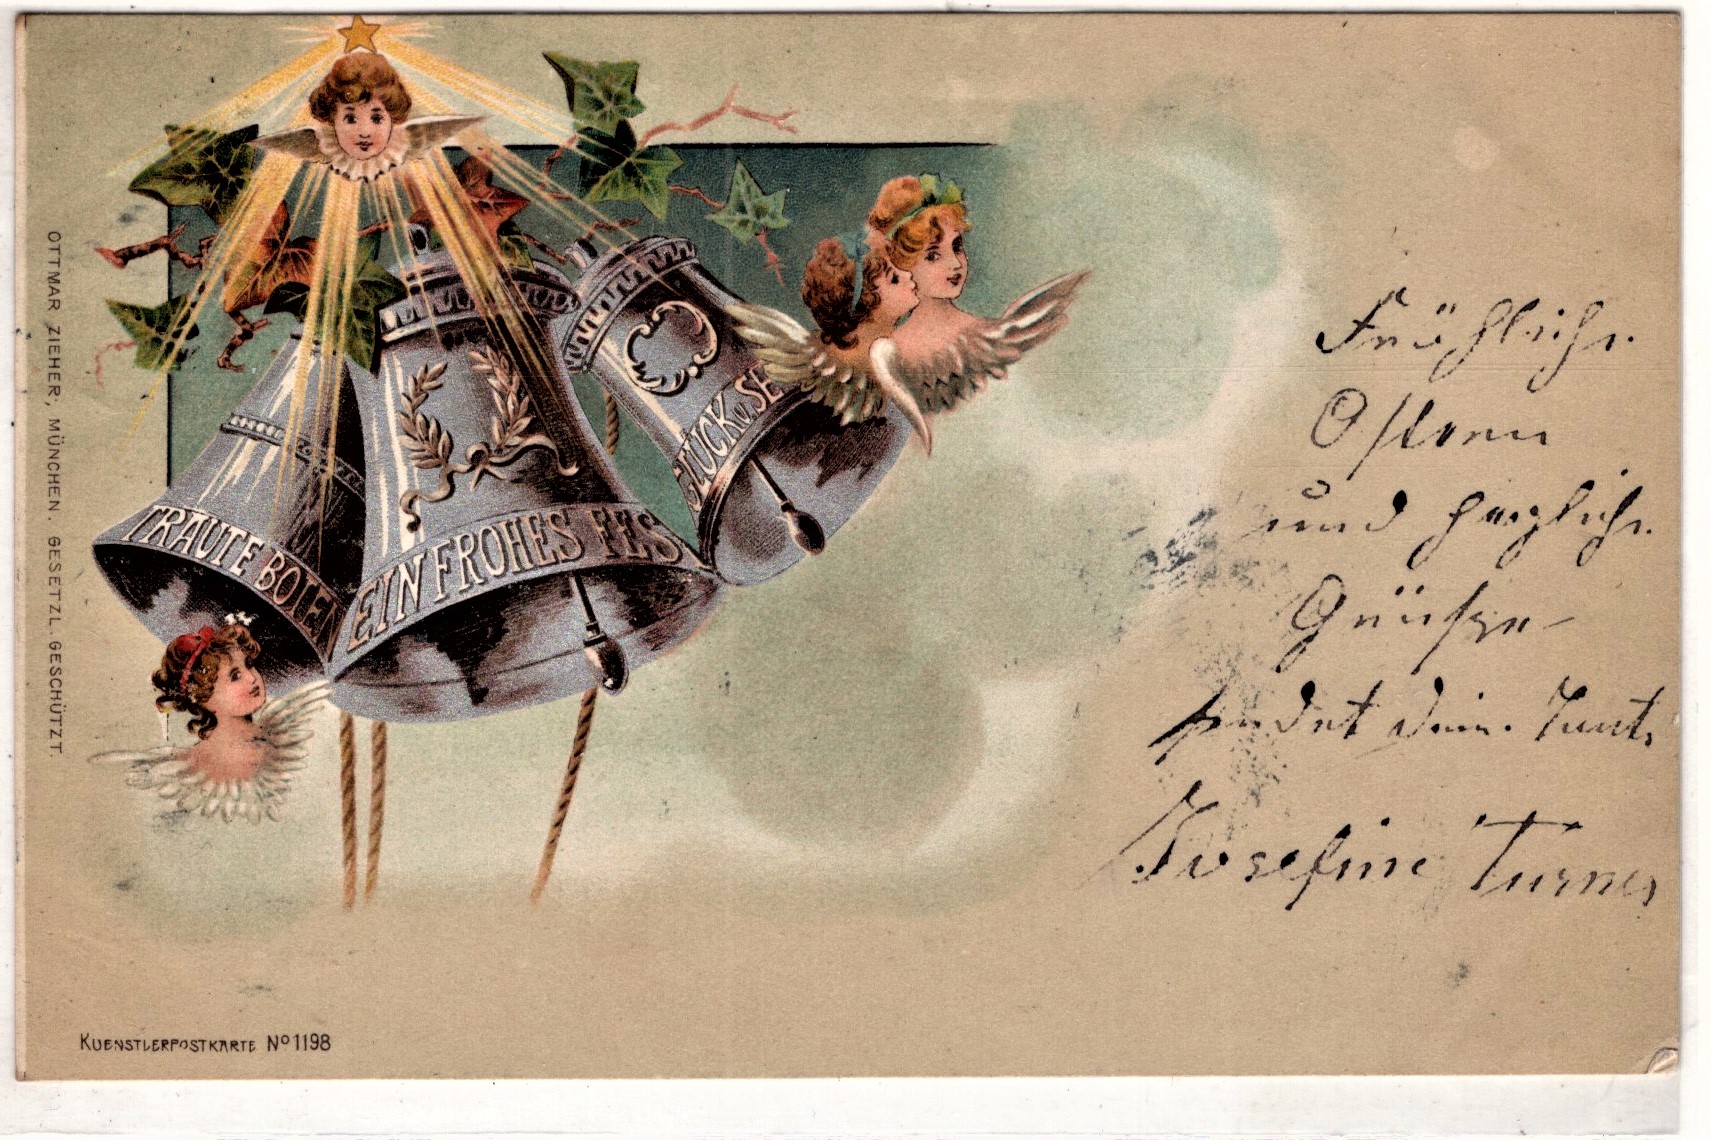 OTTMAR ZIEHER, MÜNCHEN. GESETZL. GESCHÜTZT.
TRAUTE BOTEN
EIN FROHES FES
GLÜCK U. SE
Fröhliche
Ostern
und herzliche
Grüsse
sendet deine Tante
Josefine Turner
KUENSTLERPOSTKARTE No 1198